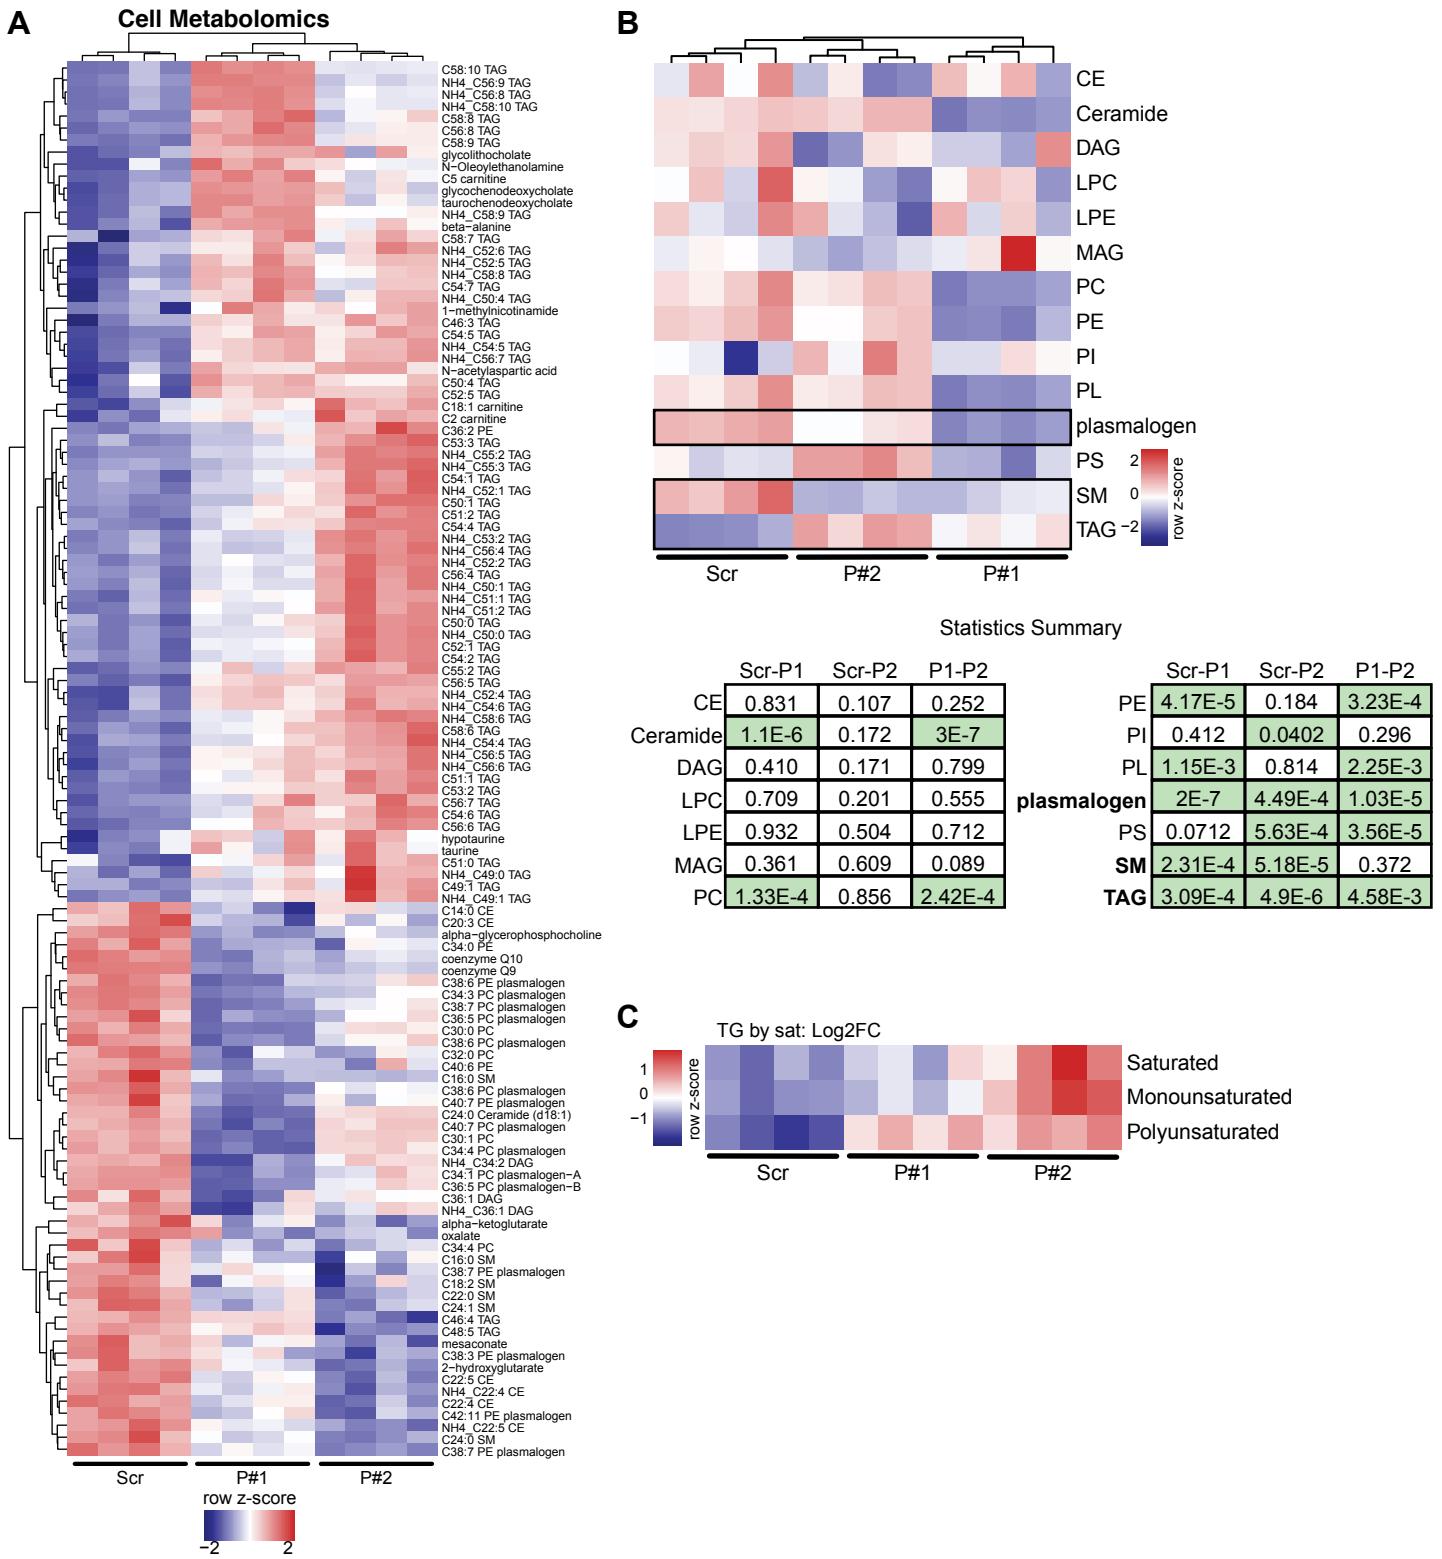 A
Cell Metabolomics
C58:10 TAG
NH4_C56:9 TAG
NH4_C56:8 TAG
NH4_C58:10 TAG
C58:8 TAG
C56:8 TAG
C58:9 TAG
glycolithocholate
N−Oleoylethanolamine
C5 carnitine
glycochenodeoxycholate
taurochenodeoxycholate
NH4_C58:9 TAG
beta−alanine
C58:7 TAG
NH4_C52:6 TAG
NH4_C52:5 TAG
NH4_C58:8 TAG
C54:7 TAG
NH4_C50:4 TAG
1−methylnicotinamide
C46:3 TAG
C54:5 TAG
NH4_C54:5 TAG
NH4_C56:7 TAG
N−acetylaspartic acid
C50:4 TAG
C52:5 TAG
C18:1 carnitine
C2 carnitine
C36:2 PE
C53:3 TAG
NH4_C55:2 TAG
NH4_C55:3 TAG
C54:1 TAG
NH4_C52:1 TAG
C50:1 TAG
C51:2 TAG
C54:4 TAG
NH4_C53:2 TAG
NH4_C56:4 TAG
NH4_C52:2 TAG
C56:4 TAG
NH4_C50:1 TAG
NH4_C51:1 TAG
NH4_C51:2 TAG
C50:0 TAG
NH4_C50:0 TAG
C52:1 TAG
C54:2 TAG
C55:2 TAG
C56:5 TAG
NH4_C52:4 TAG
NH4_C54:6 TAG
NH4_C58:6 TAG
C58:6 TAG
NH4_C54:4 TAG
NH4_C56:5 TAG
NH4_C56:6 TAG
C51:1 TAG
C53:2 TAG
C56:7 TAG
C54:6 TAG
C56:6 TAG
hypotaurine
taurine
C51:0 TAG
NH4_C49:0 TAG
C49:1 TAG
NH4_C49:1 TAG
C14:0 CE
C20:3 CE
alpha−glycerophosphocholine
C34:0 PE
coenzyme Q10
coenzyme Q9
C38:6 PE plasmalogen
C34:3 PC plasmalogen
C38:7 PC plasmalogen
C36:5 PC plasmalogen
C30:0 PC
C38:6 PC plasmalogen
C32:0 PC
C40:6 PE
C16:0 SM
C38:6 PC plasmalogen
C40:7 PE plasmalogen
C24:0 Ceramide (d18:1)
C40:7 PC plasmalogen
C30:1 PC
C34:4 PC plasmalogen
NH4_C34:2 DAG
C34:1 PC plasmalogen−A
C36:5 PC plasmalogen−B
C36:1 DAG
NH4_C36:1 DAG
alpha−ketoglutarate
oxalate
C34:4 PC
C16:0 SM
C38:7 PE plasmalogen
C18:2 SM
C22:0 SM
C24:1 SM
C46:4 TAG
C48:5 TAG
mesaconate
C38:3 PE plasmalogen
2−hydroxyglutarate
C22:5 CE
NH4_C22:4 CE
C22:4 CE
C42:11 PE plasmalogen
NH4_C22:5 CE
C24:0 SM
C38:7 PE plasmalogen
Scr P#1 P#2
row z−score
−2 2
B
CE
Ceramide
DAG
LPC
LPE
MAG
PC
PE
PI
PL
plasmalogen
PS
SM
TAG
2
0
−2
row z−score
Scr P#2 P#1
Statistics Summary
Scr-P1 Scr-P2 P1-P2
CE 0.831 0.107 0.252
Ceramide 1.1E-6 0.172 3E-7
DAG 0.410 0.171 0.799
LPC 0.709 0.201 0.555
LPE 0.932 0.504 0.712
MAG 0.361 0.609 0.089
PC 1.33E-4 0.856 2.42E-4
Scr-P1 Scr-P2 P1-P2
PE 4.17E-5 0.184 3.23E-4
PI 0.412 0.0402 0.296
PL 1.15E-3 0.814 2.25E-3
plasmalogen 2E-7 4.49E-4 1.03E-5
PS 0.0712 5.63E-4 3.56E-5
SM 2.31E-4 5.18E-5 0.372
TAG 3.09E-4 4.9E-6 4.58E-3
C
TG by sat: Log2FC
1
0
−1
row z−score
Saturated
Monounsaturated
Polyunsaturated
Scr P#1 P#2